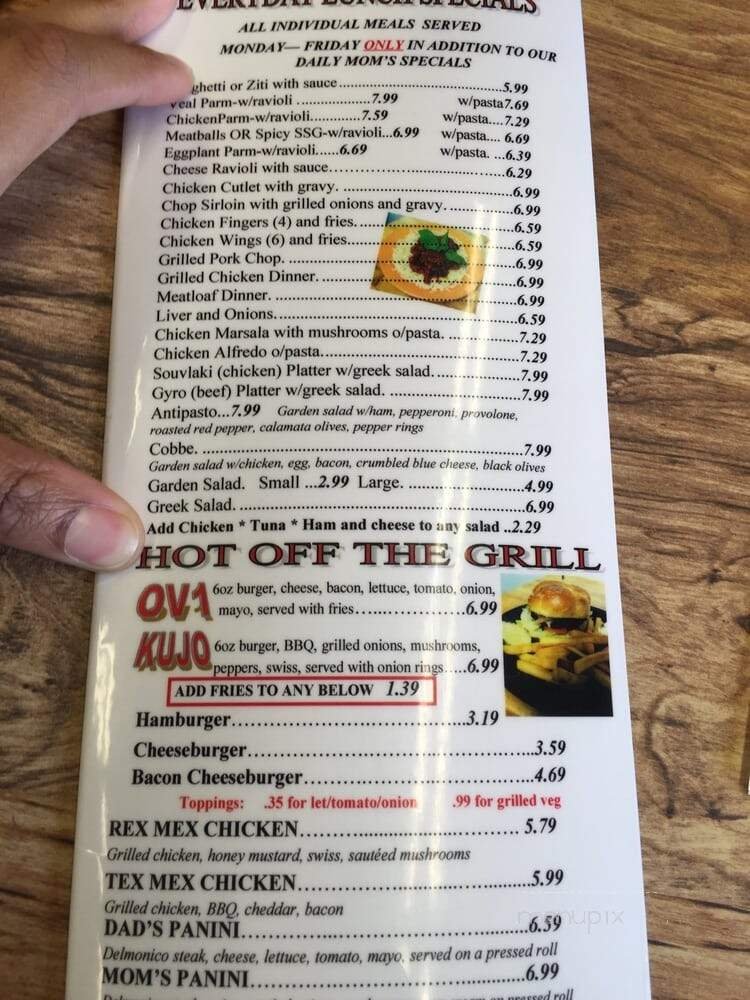 EVERYDAY LUNCH SPECIALS
ALL INDIVIDUAL MEALS SERVED
MONDAY— FRIDAY ONLY IN ADDITION TO OUR
DAILY MOM'S SPECIALS
ghetti or Ziti with sauce....................................5.99
Veal Parm-w/ravioli ..................7.99 w/pasta7.69
ChickenParm-w/ravioli.............7.59 w/pasta....7.29
Meatballs OR Spicy SSG-w/ravioli...6.99 w/pasta.... 6.69
Eggplant Parm-w/ravioli......6.69 w/pasta. ...6.39
Cheese Ravioli with sauce........................................6.29
Chicken Cutlet with gravy. ........................................6.99
Chop Sirloin with grilled onions and gravy................6.99
Chicken Fingers (4) and fries....................................6.59
Chicken Wings (6) and fries......................................6.59
Grilled Pork Chop. ....................................................6.99
Grilled Chicken Dinner. ............................................6.99
Meatloaf Dinner. .......................................................6.99
Liver and Onions.......................................................6.59
Chicken Marsala with mushrooms o/pasta. ..............7.29
Chicken Alfredo o/pasta............................................7.29
Souvlaki (chicken) Platter w/greek salad..................7.99
Gyro (beef) Platter w/greek salad. ...........................7.99
Antipasto...7.99 Garden salad w/ham, pepperoni, provolone,
roasted red pepper, calamata olives, pepper rings
Cobbe. .....................................................................7.99
Garden salad w/chicken, egg, bacon, crumbled blue cheese, black olives
Garden Salad. Small ...2.99 Large. .........................4.99
Greek Salad. ............................................................6.99
Add Chicken * Tuna * Ham and cheese to any salad ..2.29
HOT OFF THE GRILL
OV1 6oz burger, cheese, bacon, lettuce, tomato, onion,
mayo, served with fries.......................6.99
KUJO 6oz burger, BBQ, grilled onions, mushrooms,
peppers, swiss, served with onion rings.....6.99
ADD FRIES TO ANY BELOW 1.39
Hamburger................................................3.19
Cheeseburger..........................................................3.59
Bacon Cheeseburger...............................................4.69
Toppings: .35 for let/tomato/onion .99 for grilled veg
REX MEX CHICKEN........................................ 5.79
Grilled chicken, honey mustard, swiss, sautéed mushrooms
TEX MEX CHICKEN..........................................5.99
Grilled chicken, BBQ, cheddar, bacon
DAD'S PANINI....................................................6.59
Delmonico steak, cheese, lettuce, tomato, mayo, served on a pressed roll
MOM'S PANINI..................................................6.99
menupix